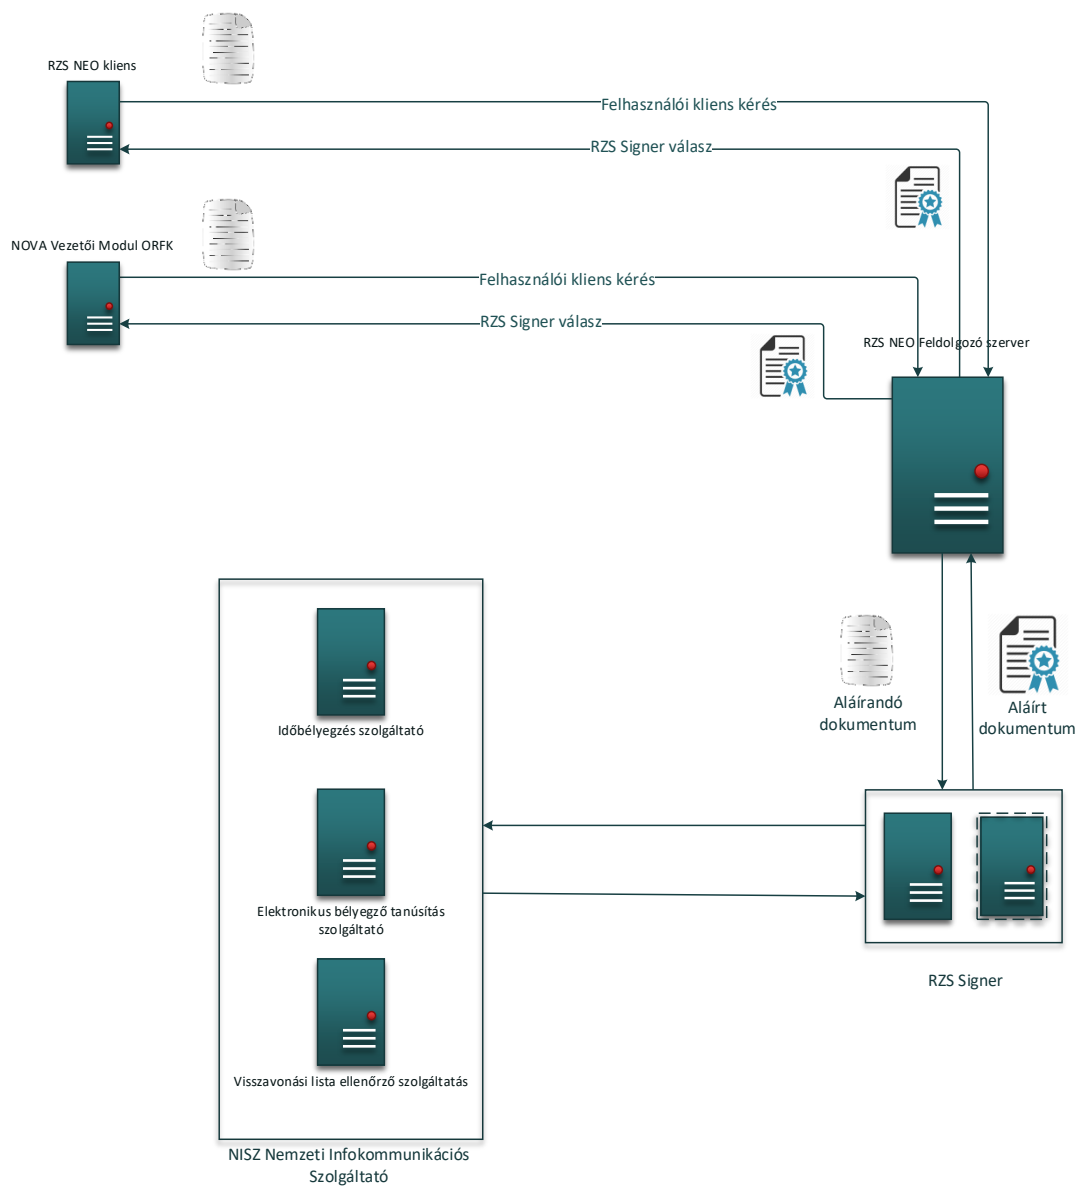 RZS NEO kliens
Felhasználói kliens kérés
RZS Signer válasz
NOVA Vezetői Modul ORFK
Felhasználói kliens kérés
RZS Signer válasz
RZS NEO Feldolgozó szerver
Aláírandó
dokumentum
Aláírt
dokumentum
Időbélyegzés szolgáltató
Elektronikus bélyegző tanúsítás
szolgáltató
RZS Signer
Visszavonási lista ellenőrző szolgáltatás
NISZ Nemzeti Infokommunikációs
Szolgáltató